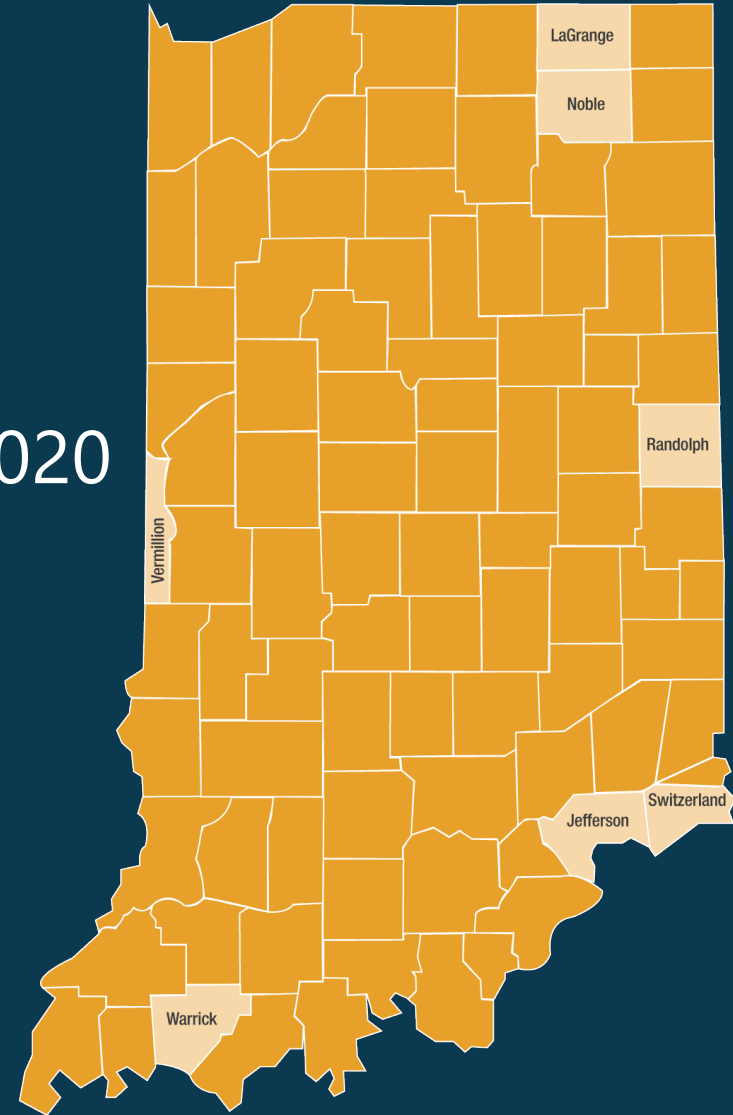 LaGrange
Noble
020
Randolph
Vermillion
Switzerland
Jefferson
Warrick